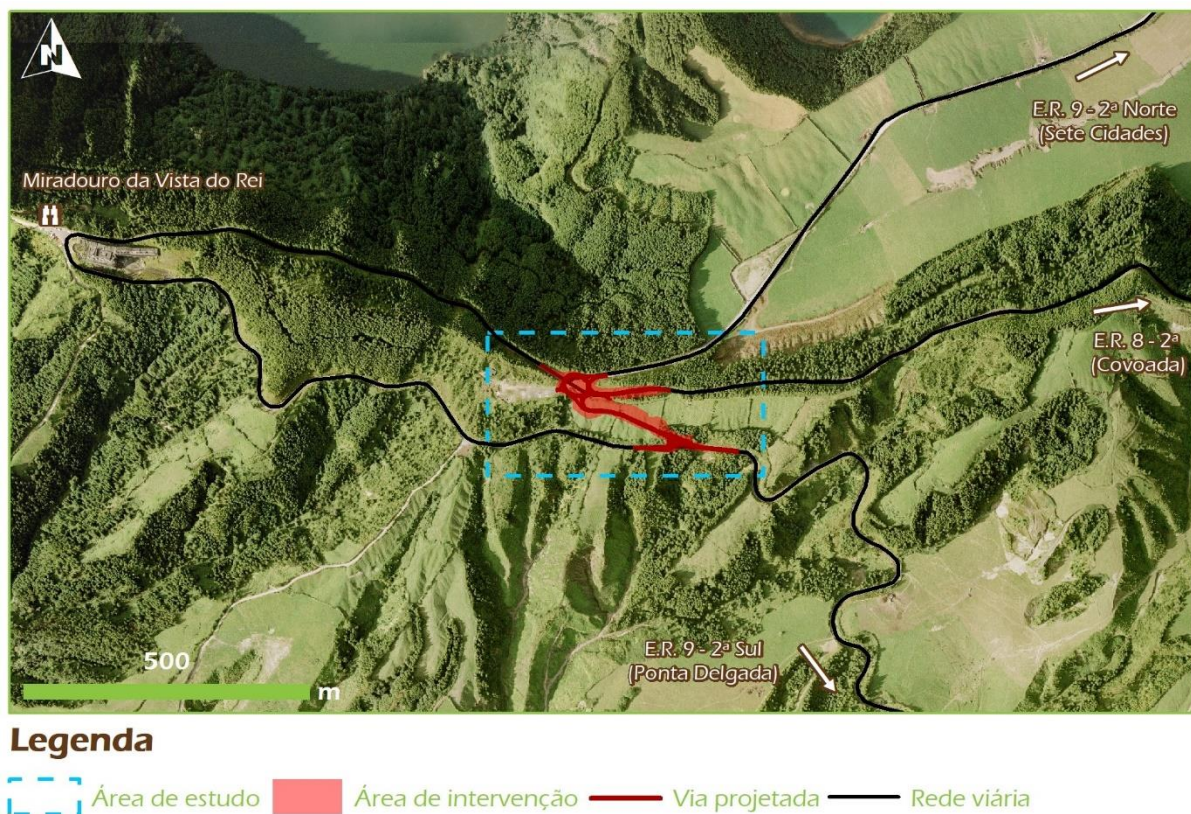 N
E.R. 9 - 2ª Norte
(Sete Cidades)
Miradouro da Vista do Rei
E.R. 8 - 2ª
(Covoada)
E.R. 9 - 2ª Sul
(Ponta Delgada)
500
m
Legenda
Área de estudo Área de intervenção Via projetada Rede viária